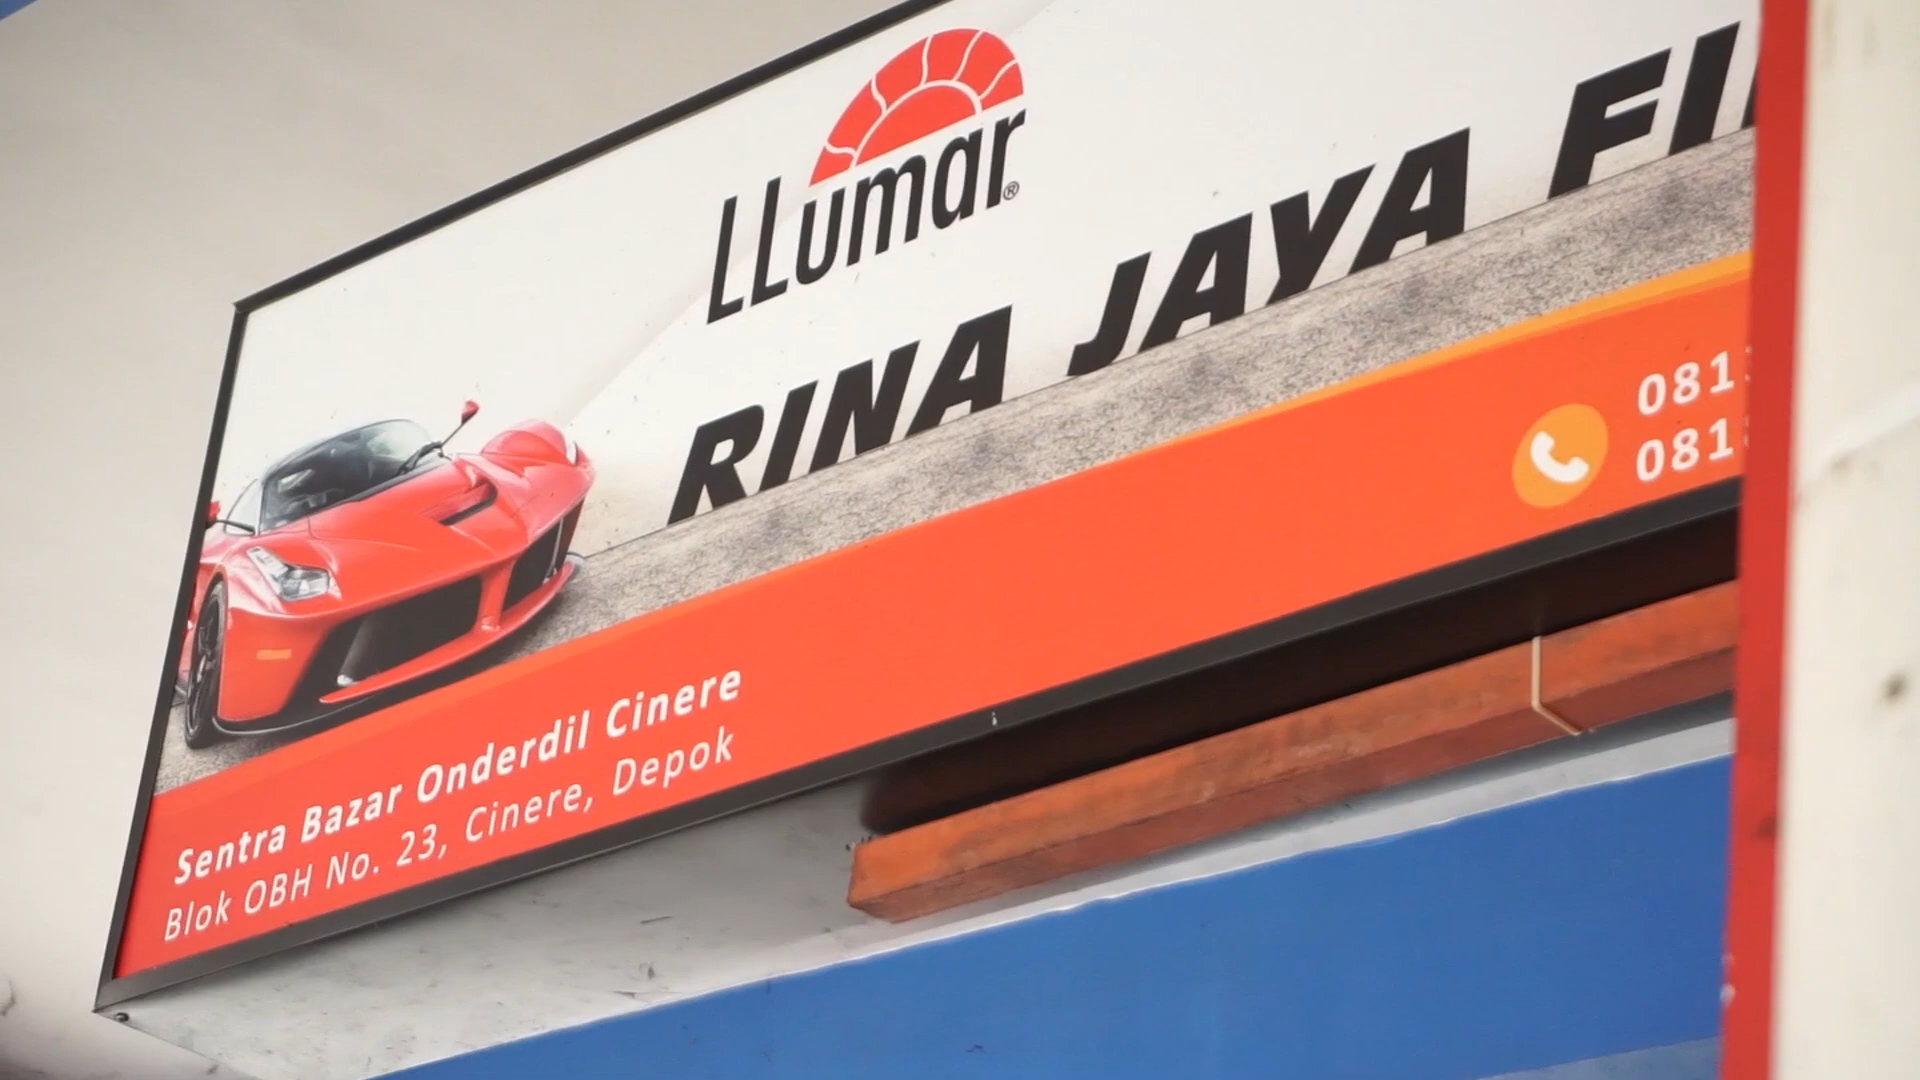 LLumar®
RINA JAYA
081
081
Sentra Bazar Onderdil Cinere
Blok OBH No. 23, Cinere, Depok